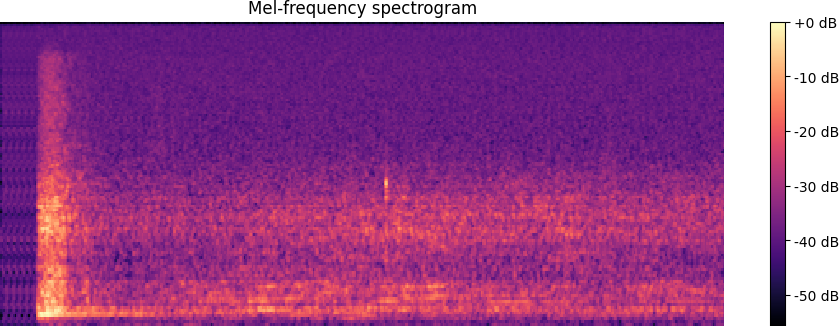 Mel-frequency spectrogram
+0 dB
-10 dB
-20 dB
-30 dB
-40 dB
-50 dB